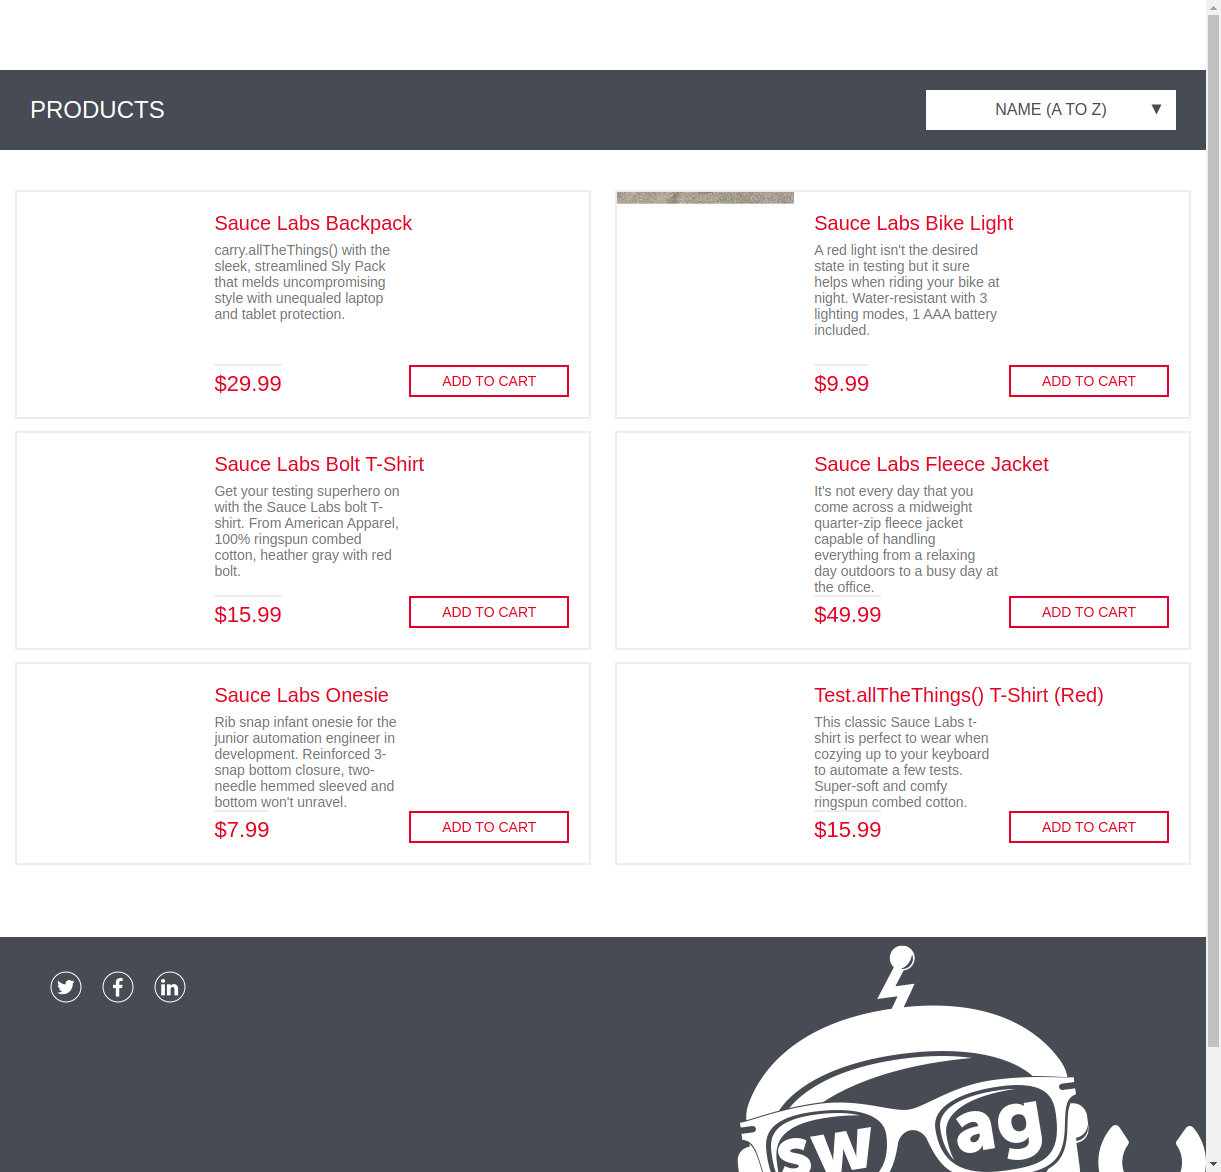 PRODUCTS
NAME (A TO Z)
Sauce Labs Backpack
carry.allTheThings() with the
sleek, streamlined Sly Pack
that melds uncompromising
style with unequaled laptop
and tablet protection.
$29.99
ADD TO CART
Sauce Labs Bike Light
A red light isn't the desired
state in testing but it sure
helps when riding your bike at
night. Water-resistant with 3
lighting modes, 1 AAA battery
included.
$9.99
ADD TO CART
Sauce Labs Bolt T-Shirt
Get your testing superhero on
with the Sauce Labs bolt T-
shirt. From American Apparel,
100% ringspun combed
cotton, heather gray with red
bolt.
$15.99
ADD TO CART
Sauce Labs Fleece Jacket
It's not every day that you
come across a midweight
quarter-zip fleece jacket
capable of handling
everything from a relaxing
day outdoors to a busy day at
the office.
$49.99
ADD TO CART
Sauce Labs Onesie
Rib snap infant onesie for the
junior automation engineer in
development. Reinforced 3-
snap bottom closure, two-
needle hemmed sleeved and
bottom won't unravel.
$7.99
ADD TO CART
Test.allTheThings() T-Shirt (Red)
This classic Sauce Labs t-
shirt is perfect to wear when
cozying up to your keyboard
to automate a few tests.
Super-soft and comfy
ringspun combed cotton.
$15.99
ADD TO CART
swag